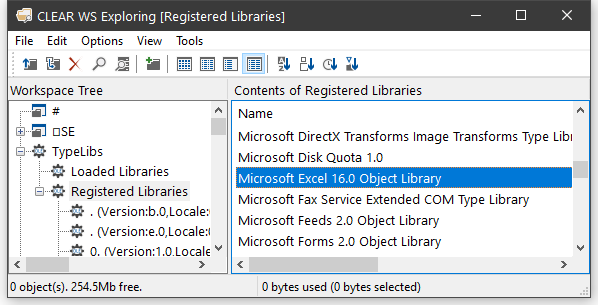 CLEAR WS Exploring [Registered Libraries]
File Options Edit View Tools
Workspace Tree
#
⎕SE
TypeLibs
Loaded Libraries
Registered Libraries
. (Version:b.0,Locale:
. (Version:e.0,Locale:
0. (Version:1.0,Locale
Contents of Registered Libraries
Name
Microsoft DirectX Transforms Image Transforms Type Lib
Microsoft Disk Quota 1.0
Microsoft Excel 16.0 Object Library
Microsoft Fax Service Extended COM Type Library
Microsoft Feeds 2.0 Object Library
Microsoft Forms 2.0 Object Library
0 object(s). 254.5Mb free.
0 bytes used (0 bytes selected)